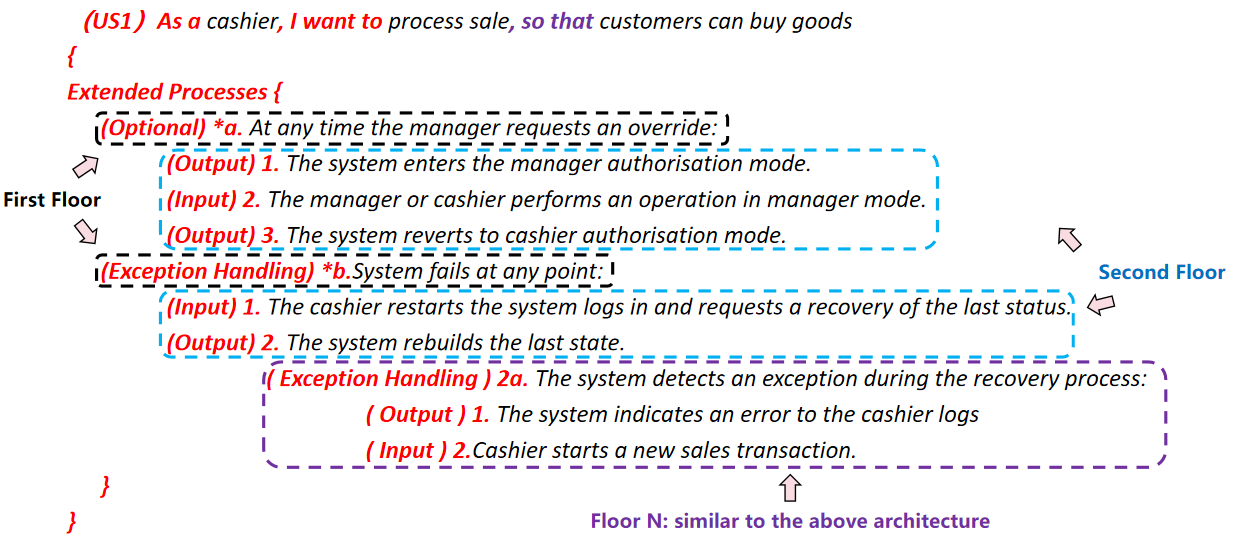 (US1) As a cashier, I want to process sale, so that customers can buy goods
{
Extended Processes {
(Optional) *a. At any time the manager requests an override:
(Output) 1. The system enters the manager authorisation mode.
First Floor
(Input) 2. The manager or cashier performs an operation in manager mode.
(Output) 3. The system reverts to cashier authorisation mode.
(Exception Handling) *b.System fails at any point:
Second Floor
(Input) 1. The cashier restarts the system logs in and requests a recovery of the last status.
(Output) 2. The system rebuilds the last state.
( Exception Handling ) 2a. The system detects an exception during the recovery process:
( Output ) 1. The system indicates an error to the cashier logs
( Input ) 2.Cashier starts a new sales transaction.
}
}
Floor N: similar to the above architecture